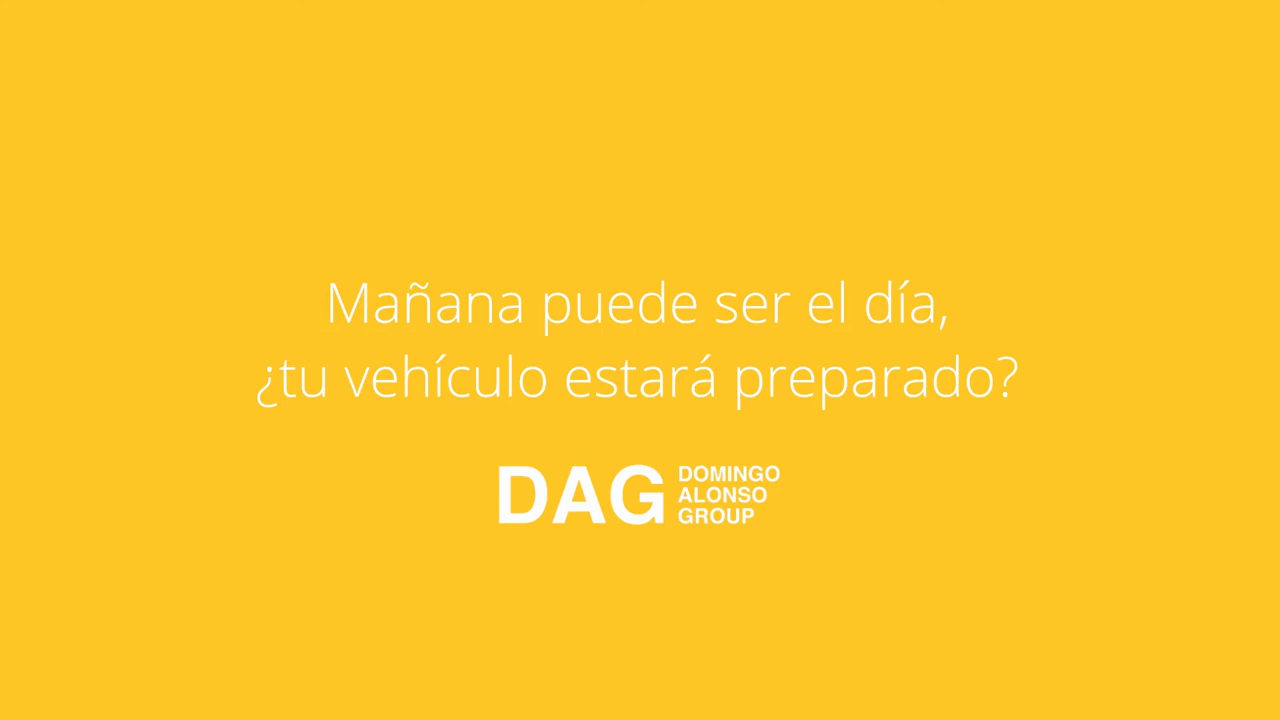 Mañana puede ser el día,
¿tu vehículo estará preparado?
DAG
DOMINGO
ALONSO
GROUP